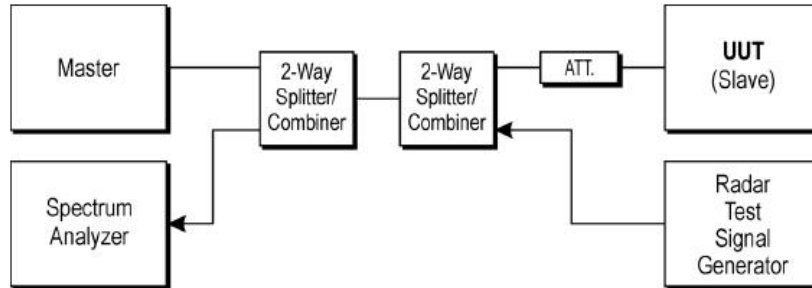 Master
2-Way
Splitter/
Combiner
2-Way
Splitter/
Combiner
ATT.
UUT
(Slave)
Spectrum
Analyzer
Radar
Test
Signal
Generator